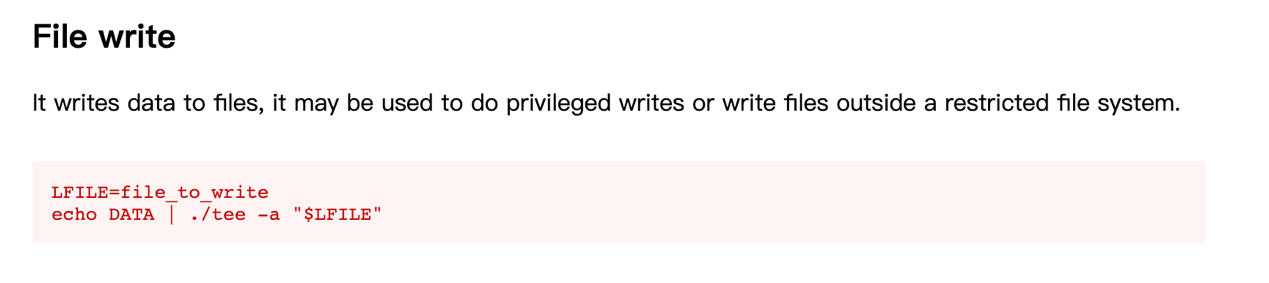 File write
It writes data to files, it may be used to do privileged writes or write files outside a restricted file system.
LFILE=file_to_write
echo DATA | ./tee -a "$LFILE"